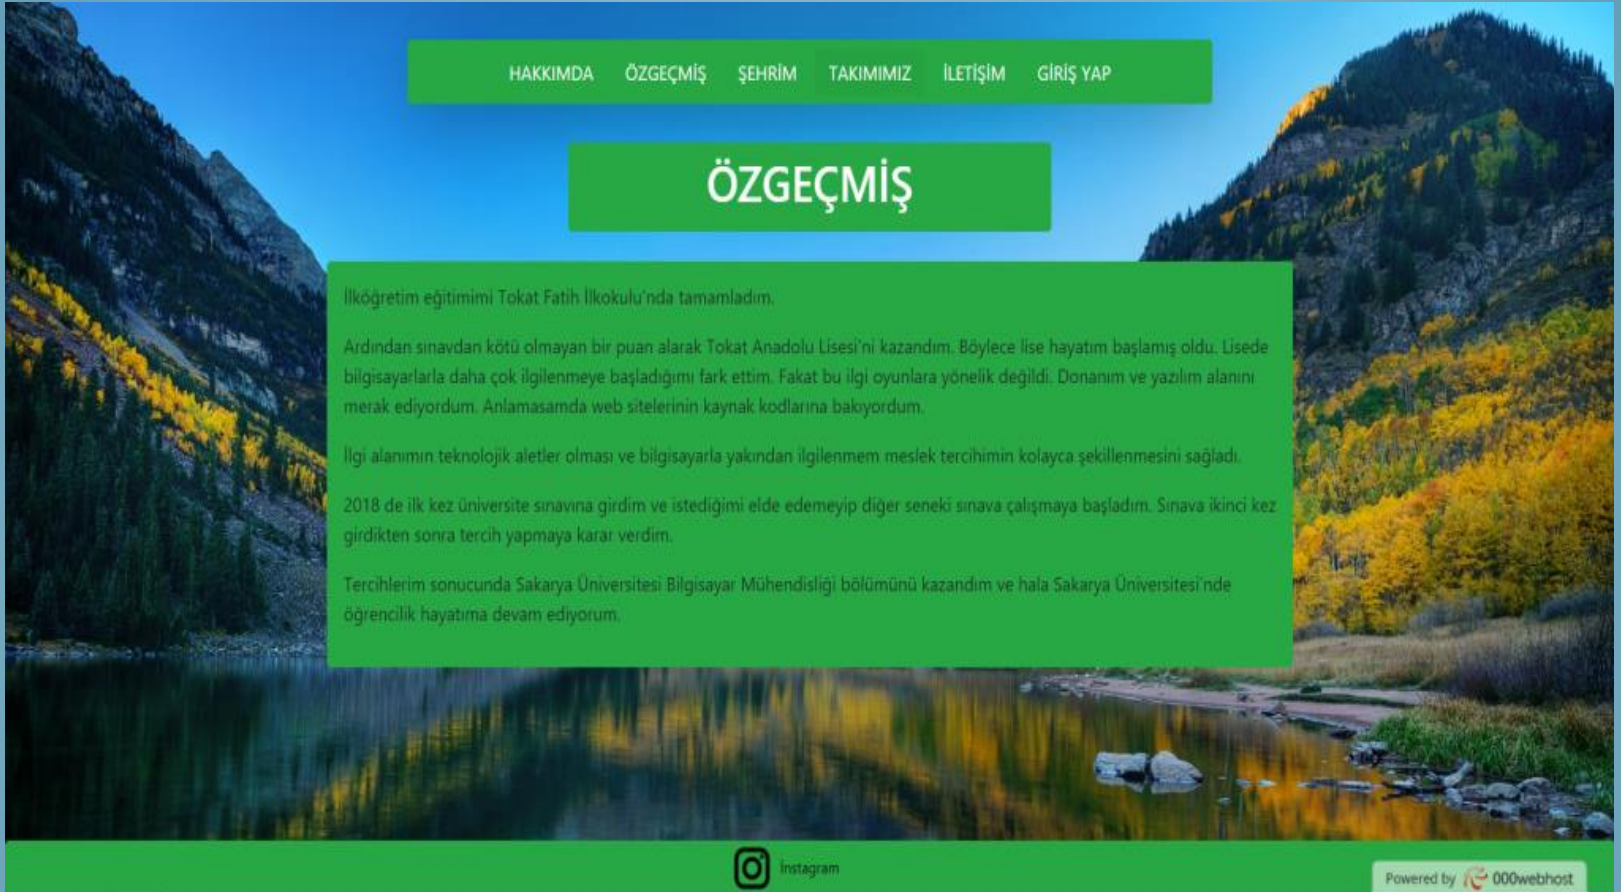 HAKKIMDA ÖZGEÇMİŞ ŞEHRİM TAKIMIMIZ İLETİŞİM GİRİŞ YAP
ÖZGEÇMİŞ
İlköğretim eğitimimi Tokat Fatih İlkokulu'nda tamamladım.
Ardından sınavdan kötü olmayan bir puan alarak Tokat Anadolu Lisesi'ni kazandım. Böylece lise hayatım başlamış oldu. Lisede
bilgisayarlarla daha çok ilgilenmeye başladığımı fark ettim. Fakat bu ilgi oyunlara yönelik değildi. Donanım ve yazılım alanını
merak ediyordum. Anlamasamda web sitelerinin kaynak kodlarına bakıyordum.
İlgi alanımın teknolojik aletler olması ve bilgisayarla yakından ilgilenmem meslek tercihimin kolayca şekillenmesini sağladı.
2018 de ilk kez üniversite sınavına girdim ve istediğimi elde edemeyip diğer seneki sınava çalışmaya başladım. Sınava ikinci kez
girdikten sonra tercih yapmaya karar verdim.
Tercihlerim sonucunda Sakarya Üniversitesi Bilgisayar Mühendisliği bölümünü kazandım ve hala Sakarya Üniversitesi'nde
öğrencilik hayatıma devam ediyorum.
İnstagram
Powered by 000webhost